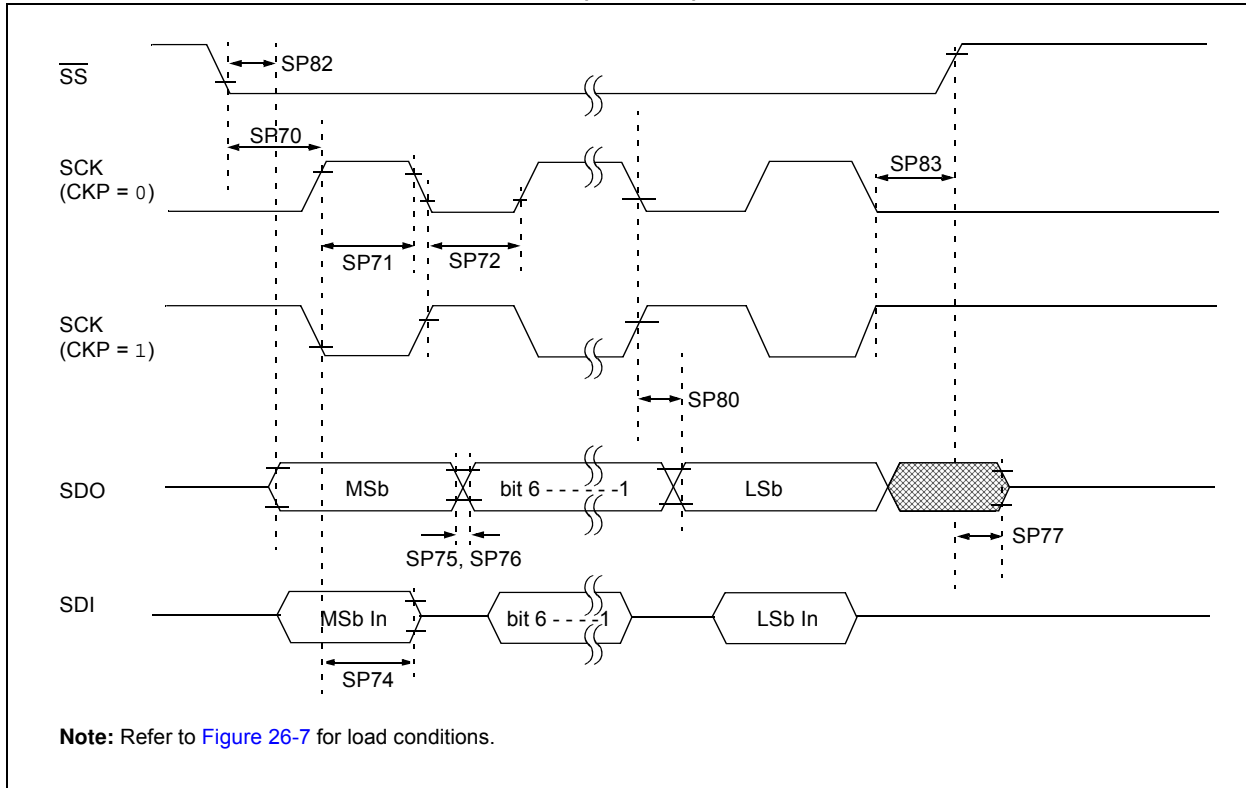 SS
SP82
SP70
SCK
(CKP = 0)
SP83
SP71
SP72
SCK
(CKP = 1)
SP80
SDO
MSb
bit 6 - - - - - -1
LSb
SP75, SP76
SP77
SDI
MSb In
bit 6 - - - -1
LSb In
SP74
Note: Refer to Figure 26-7 for load conditions.